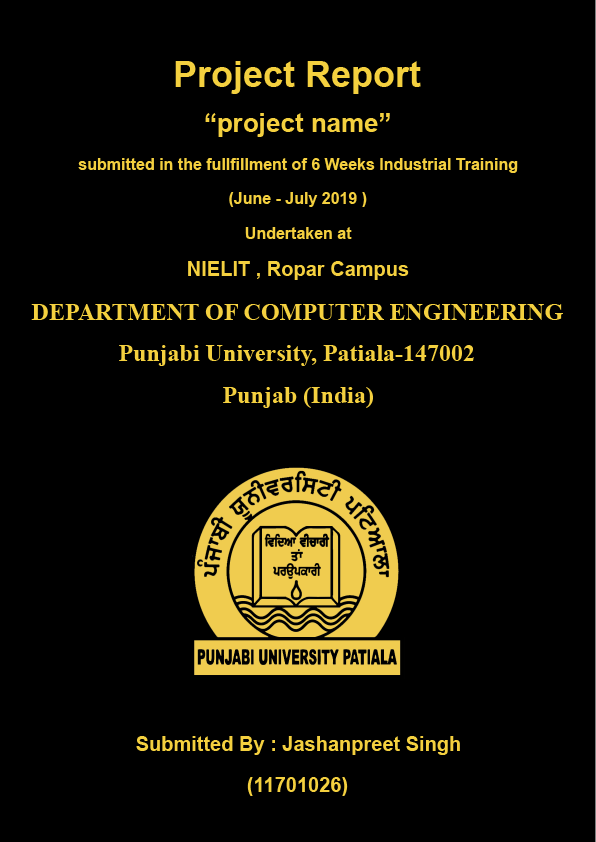 Project Report
“project name”
submitted in the fullfillment of 6 Weeks Industrial Training
(June - July 2019 )
Undertaken at
NIELIT , Ropar Campus
DEPARTMENT OF COMPUTER ENGINEERING
Punjabi University, Patiala-147002
Punjab (India)
ਪੰਜਾਬੀ ਯੂਨੀਵਰਸਿਟੀ ਪਟਿਆਲਾ
ਵਿਦਿਆ ਵੀਚਾਰੀ
ਤਾਂ
ਪਰਉਪਕਾਰੀ
PUNJABI UNIVERSITY PATIALA
Submitted By : Jashanpreet Singh
(11701026)